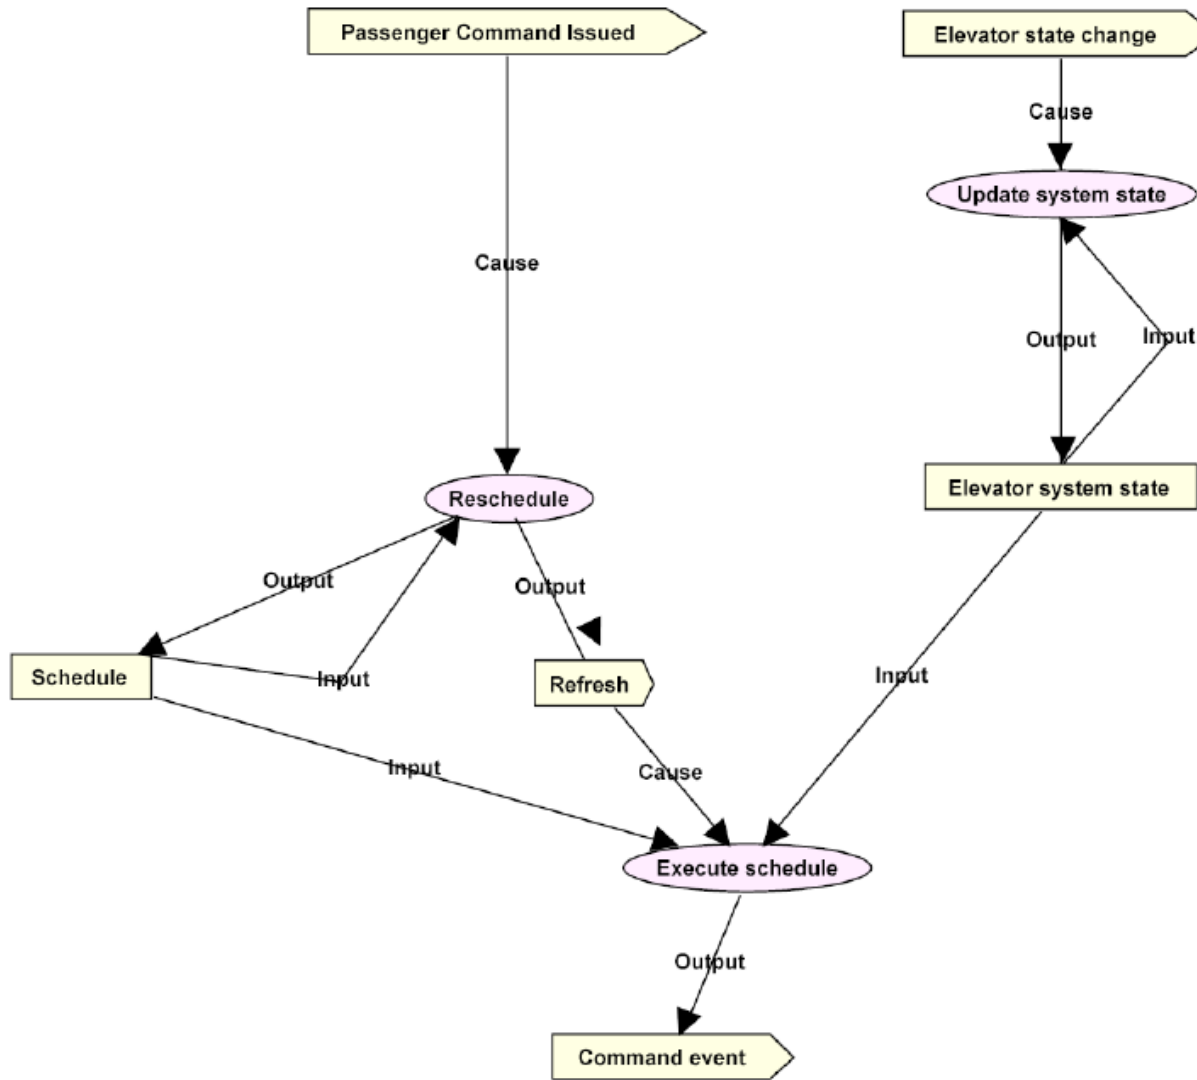 Passenger Command Issued
Elevator state change
Cause
Update system state
Cause
Output
Input
Elevator system state
Reschedule
Output
Output
Schedule
Input
Refresh
Input
Input
Cause
Execute schedule
Output
Command event